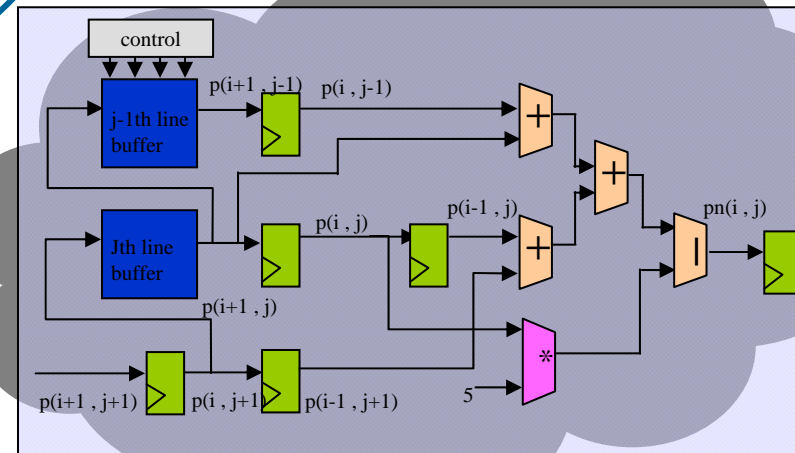 control
p(i+1 , j-1)
p(i , j-1)
j-1th line
buffer
+
+
p(i , j)
p(i-1 , j)
pn(i , j)
Jth line
buffer
+
|
p(i+1 , j)
*
5
p(i+1 , j+1)
p(i , j+1)
p(i-1 , j+1)